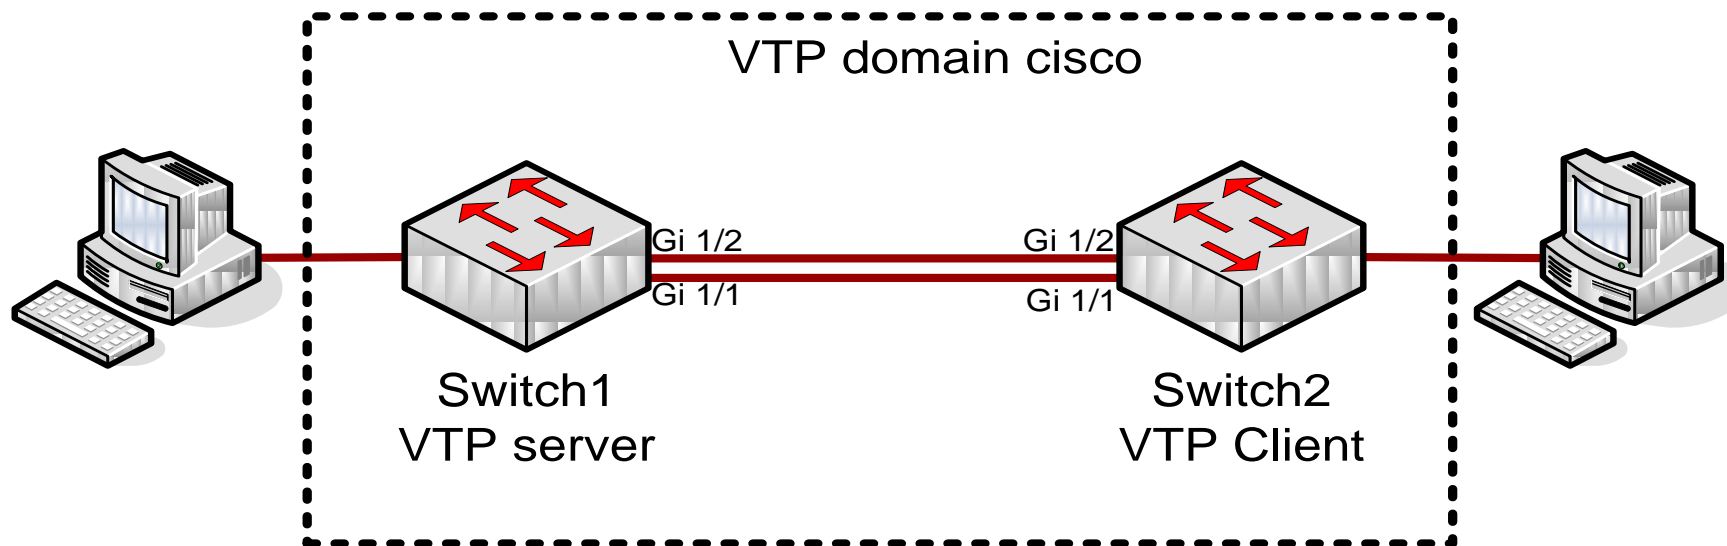 VTP domain cisco
Gi 1/2
Gi 1/2
Gi 1/1
Gi 1/1
Switch1
VTP server
Switch2
VTP Client